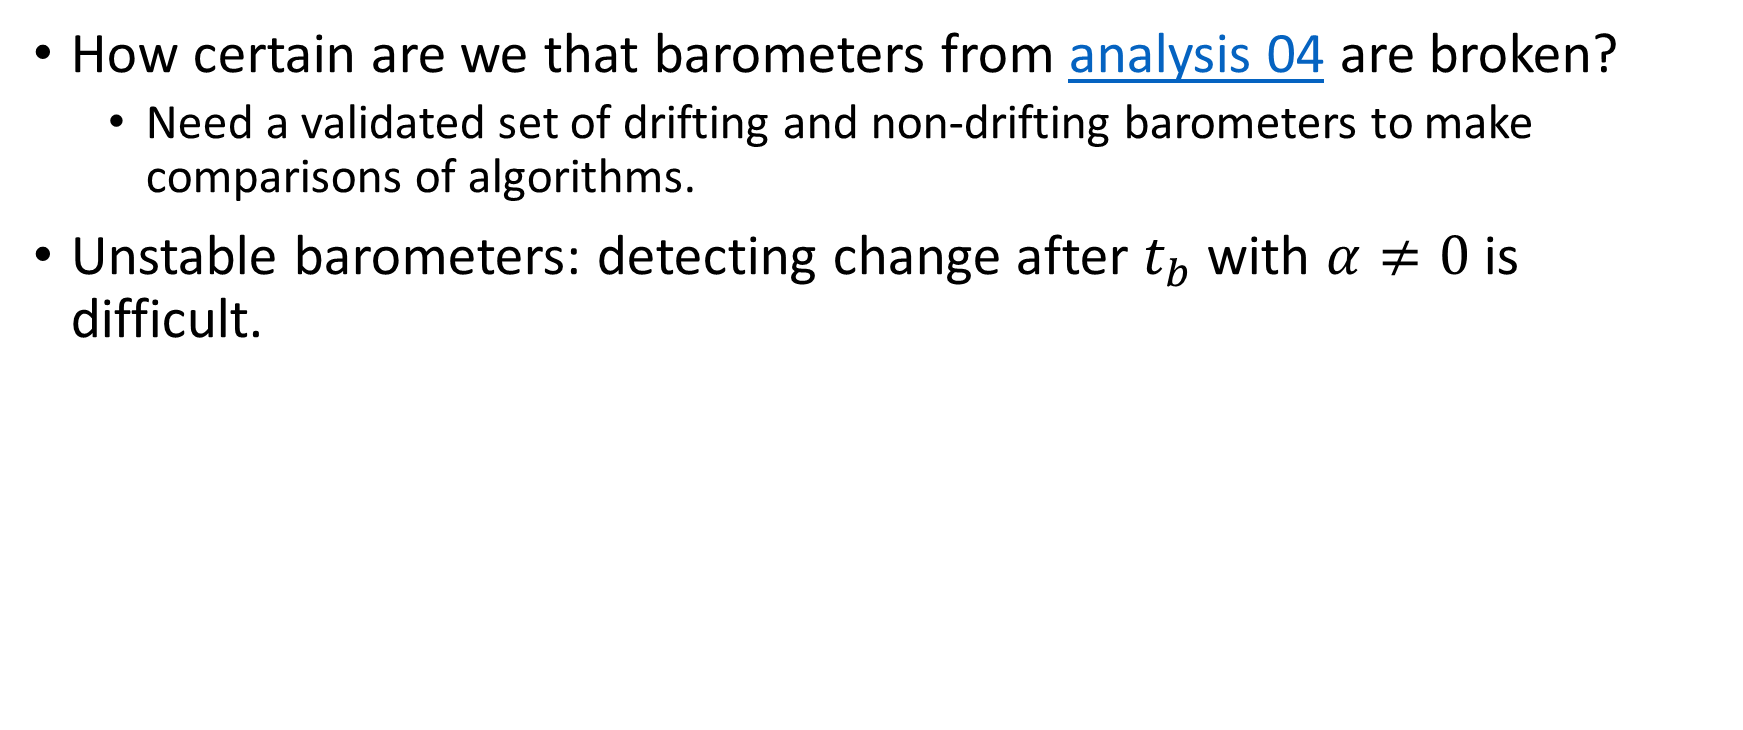 • How certain are we that barometers from analysis 04 are broken?
• Need a validated set of drifting and non-drifting barometers to make
comparisons of algorithms.
• Unstable barometers: detecting change after t_b with α ≠ 0 is
difficult.